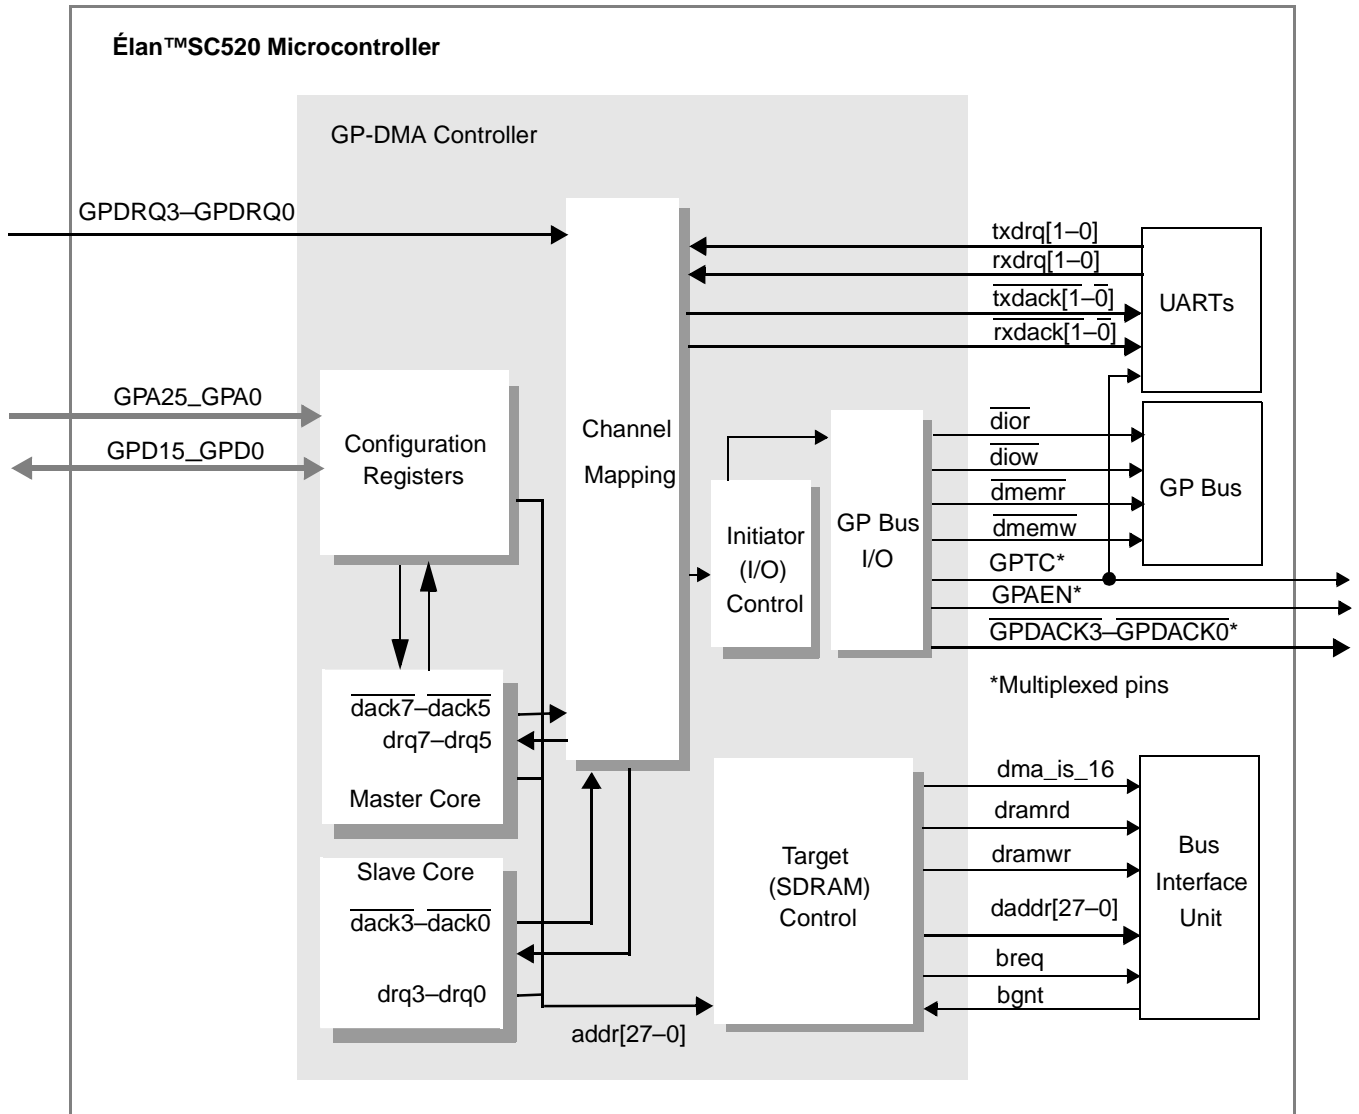 Élan™SC520 Microcontroller
GP-DMA Controller
GPDRQ3–GPDRQ0
txdrq[1–0]
rxdrq[1–0]
txdack[1–0]
rxdack[1–0]
UARTs
GPA25_GPA0
GPD15_GPD0
Configuration
Registers
Channel
Mapping
Initiator
(I/O)
Control
GP Bus
I/O
dior
diow
dmemr
dmemw
GP Bus
GPTC*
GPAEN*
GPDACK3–GPDACK0*
*Multiplexed pins
dack7–dack5
drq7–drq5
Master Core
Slave Core
dack3–dack0
drq3–drq0
addr[27–0]
Target
(SDRAM)
Control
dma_is_16
dramrd
dramwr
daddr[27–0]
breq
bgnt
Bus
Interface
Unit